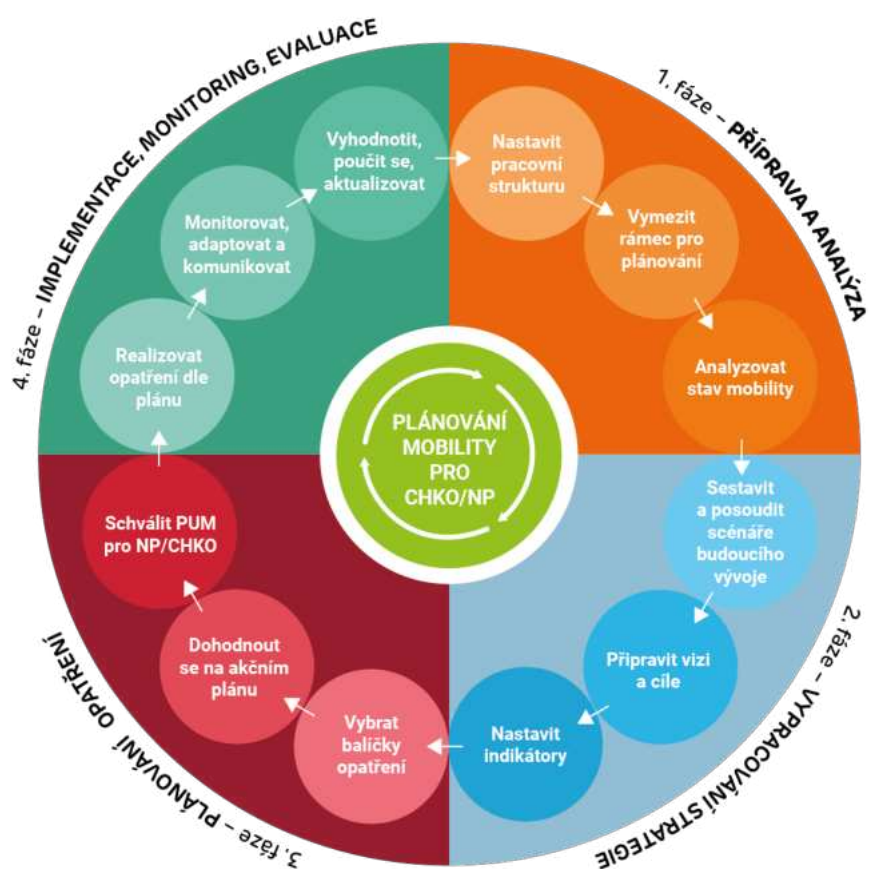 PLÁNOVÁNÍ
MOBILITY
PRO
CHKO/NP
1. fáze – PŘÍPRAVA A ANALÝZA
Nastavit
pracovní
strukturu
Vymezit
rámec pro
plánování
Analyzovat
stav mobility
2. fáze – VYPRACOVÁNÍ STRATEGIE
Sestavit
a posoudit
scénáře
budoucího
vývoje
Připravit vizi
a cíle
Nastavit
indikátory
3. fáze – PLÁNOVÁNÍ OPATŘENÍ
Vybrat
balíčky
opatření
Dohodnout
se na akčním
plánu
Schválit PUM
pro NP/CHKO
4. fáze – IMPLEMENTACE, MONITORING, EVALUACE
Realizovat
opatření dle
plánu
Monitorovat,
adaptovat a
komunikovat
Vyhodnotit,
poučit se,
aktualizovat